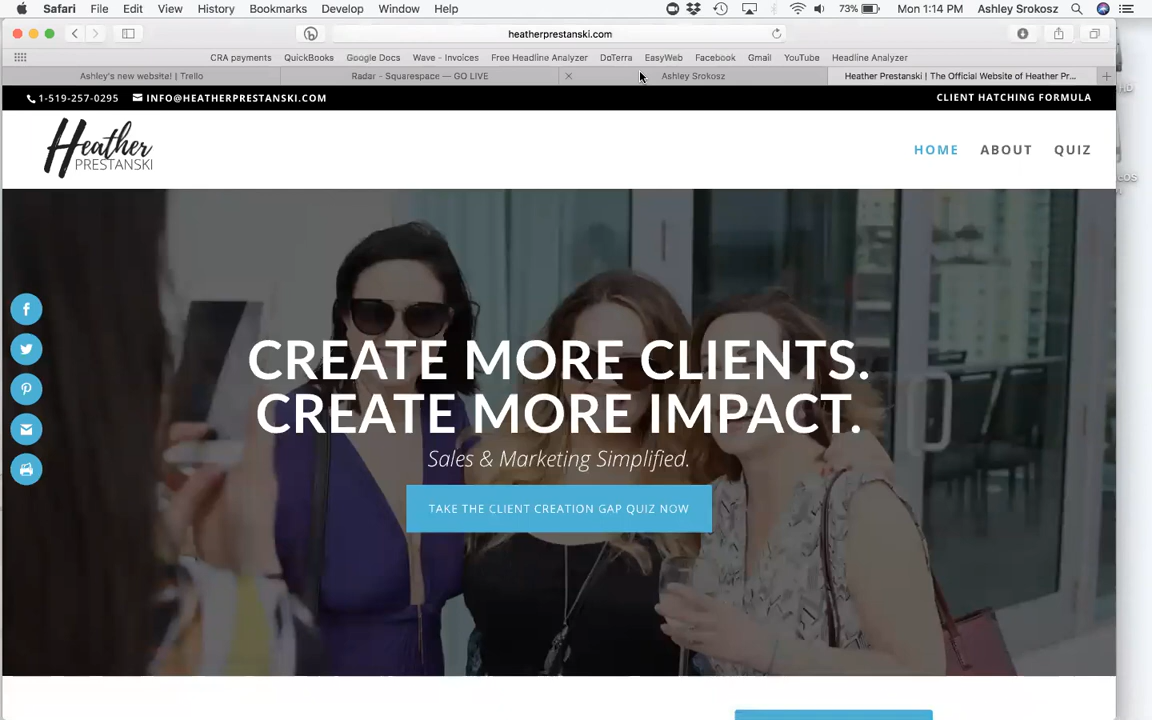 Safari File Edit View History Bookmarks Develop Window Help 73% Mon 1:14 PM Ashley Srokosz
heatherprestanski.com
CRA payments QuickBooks Google Docs Wave - Invoices Free Headline Analyzer DoTerra EasyWeb Facebook Gmail YouTube Headline Analyzer
Ashley's new website! | Trello Radar - Squarespace — GO LIVE Ashley Srokosz Heather Prestanski | The Official Website of Heather Pr...
1-519-257-0295 INFO@HEATHERPRESTANSKI.COM CLIENT HATCHING FORMULA
Heather
PRESTANSKI
HOME ABOUT QUIZ
CREATE MORE CLIENTS.
CREATE MORE IMPACT.
Sales & Marketing Simplified.
TAKE THE CLIENT CREATION GAP QUIZ NOW